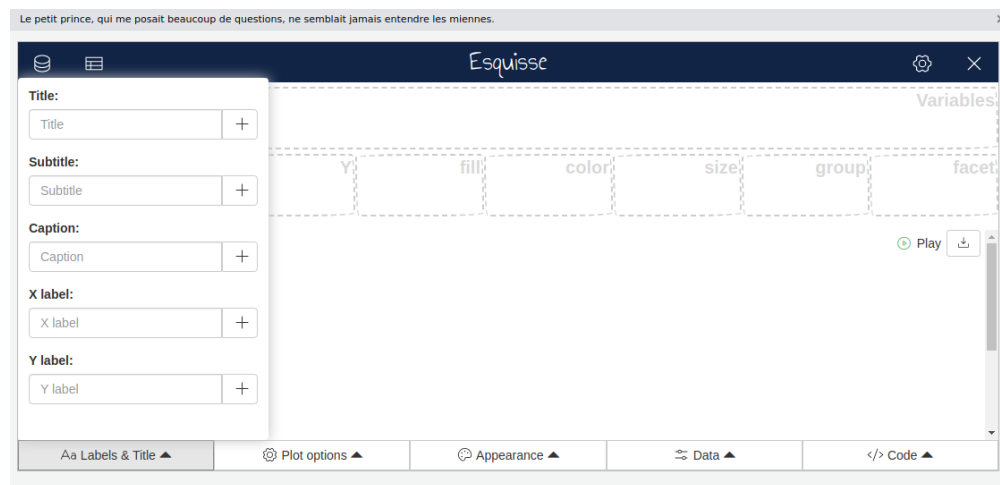 Le petit prince, qui me posait beaucoup de questions, ne semblait jamais entendre les miennes.
Esquisse
Title:
Title
Variables
Subtitle:
Subtitle
Y fill color size group facet
Caption:
Caption
Play
X label:
X label
Y label:
Y label
Aa Labels & Title Plot options Appearance Data </> Code